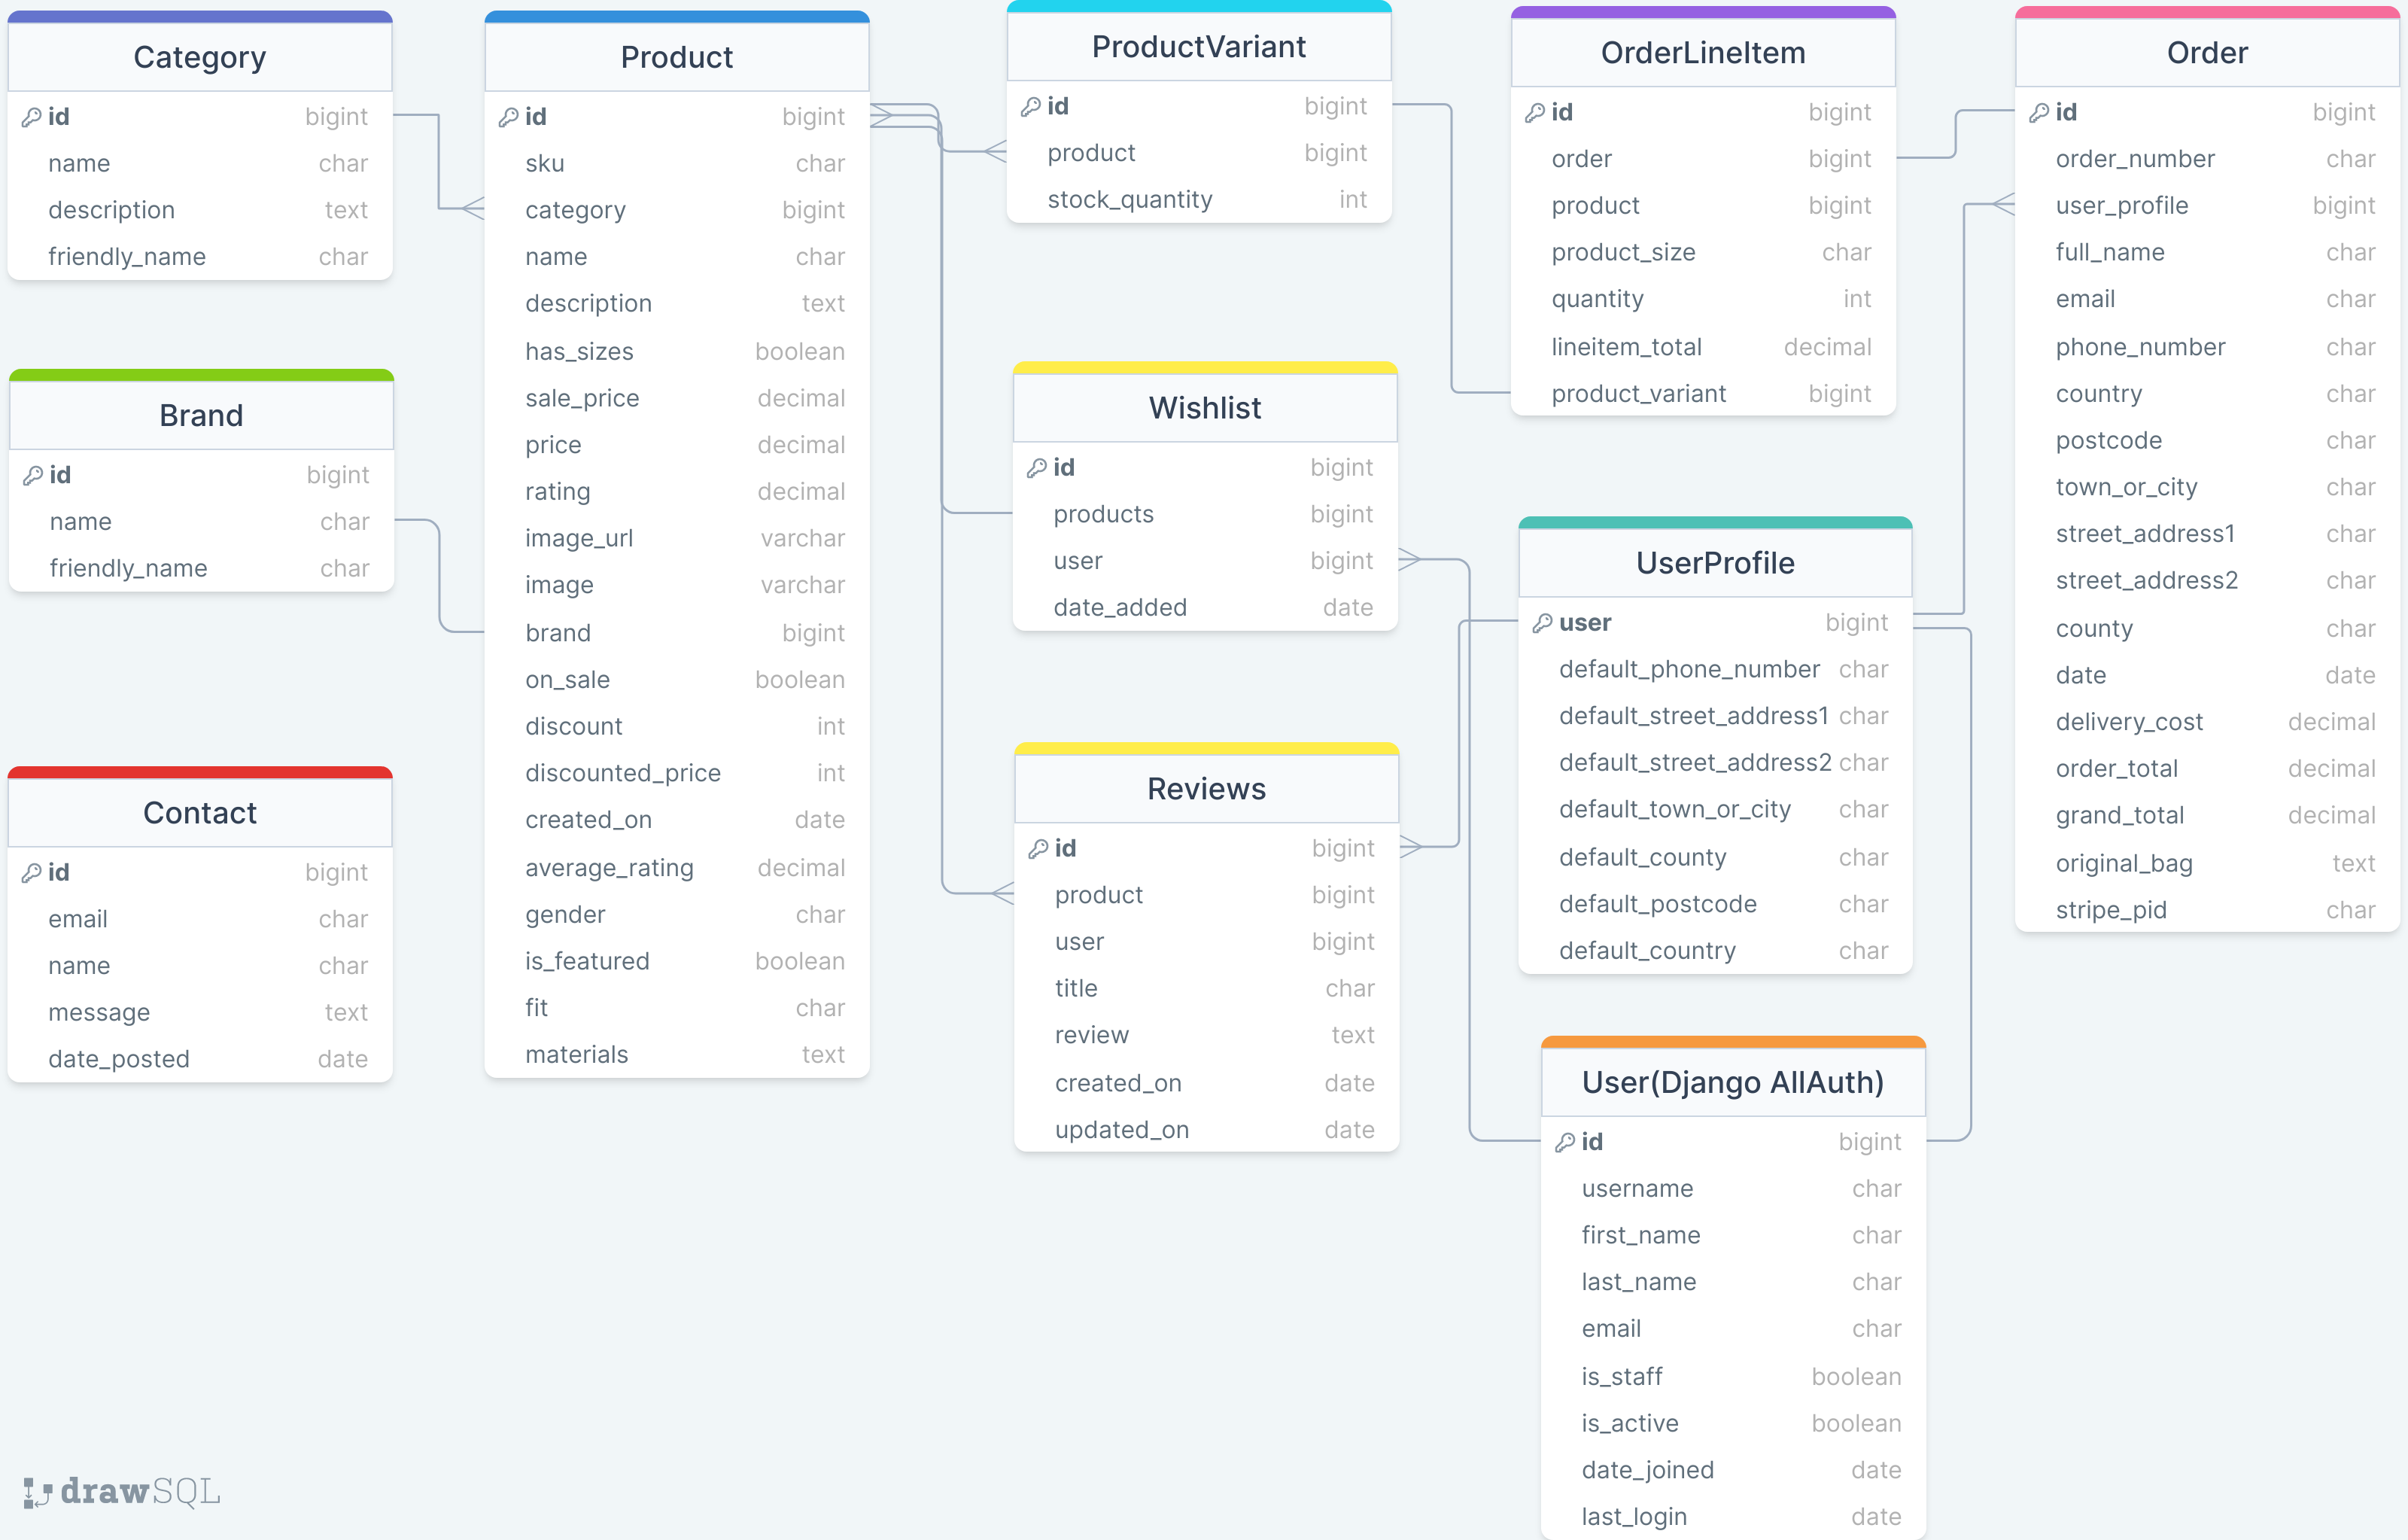 Category
id bigint
name char
description text
friendly_name char
Brand
id bigint
name char
friendly_name char
Contact
id bigint
email char
name char
message text
date_posted date
Product
id bigint
sku char
category bigint
name char
description text
has_sizes boolean
sale_price decimal
price decimal
rating decimal
image_url varchar
image varchar
brand bigint
on_sale boolean
discount int
discounted_price int
created_on date
average_rating decimal
gender char
is_featured boolean
fit char
materials text
ProductVariant
id bigint
product bigint
stock_quantity int
Wishlist
id bigint
products bigint
user bigint
date_added date
Reviews
id bigint
product bigint
user bigint
title char
review text
created_on date
updated_on date
OrderLineItem
id bigint
order bigint
product bigint
product_size char
quantity int
lineitem_total decimal
product_variant bigint
UserProfile
user bigint
default_phone_number char
default_street_address1 char
default_street_address2 char
default_town_or_city char
default_county char
default_postcode char
default_country char
User(Django AllAuth)
id bigint
username char
first_name char
last_name char
email char
is_staff boolean
is_active boolean
date_joined date
last_login date
Order
id bigint
order_number char
user_profile bigint
full_name char
email char
phone_number char
country char
postcode char
town_or_city char
street_address1 char
street_address2 char
county char
date date
delivery_cost decimal
order_total decimal
grand_total decimal
original_bag text
stripe_pid char
drawSQL